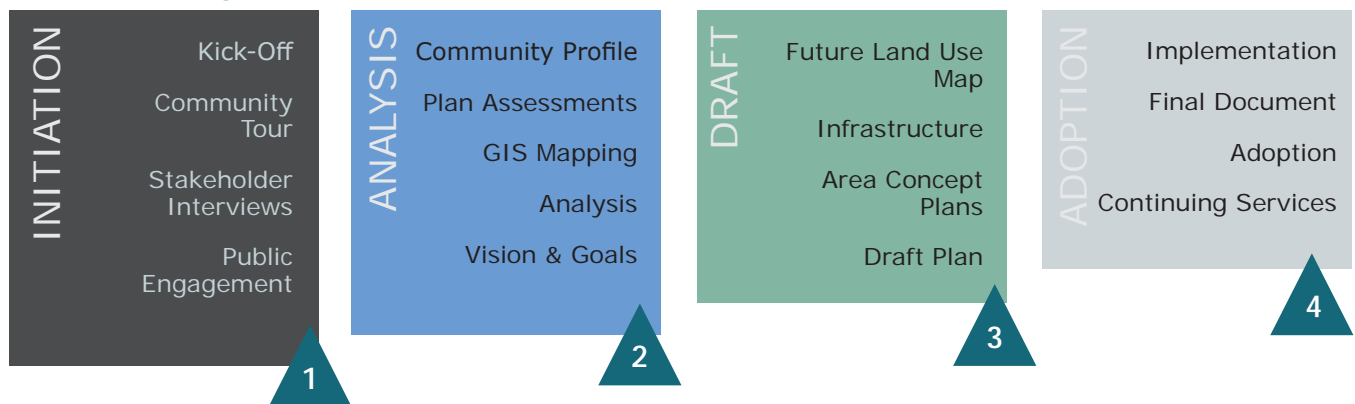 INITIATION
Kick-Off
Community
Tour
Stakeholder
Interviews
Public
Engagement
1
ANALYSIS
Community Profile
Plan Assessments
GIS Mapping
Analysis
Vision & Goals
2
DRAFT
Future Land Use
Map
Infrastructure
Area Concept
Plans
Draft Plan
3
ADOPTION
Implementation
Final Document
Adoption
Continuing Services
4